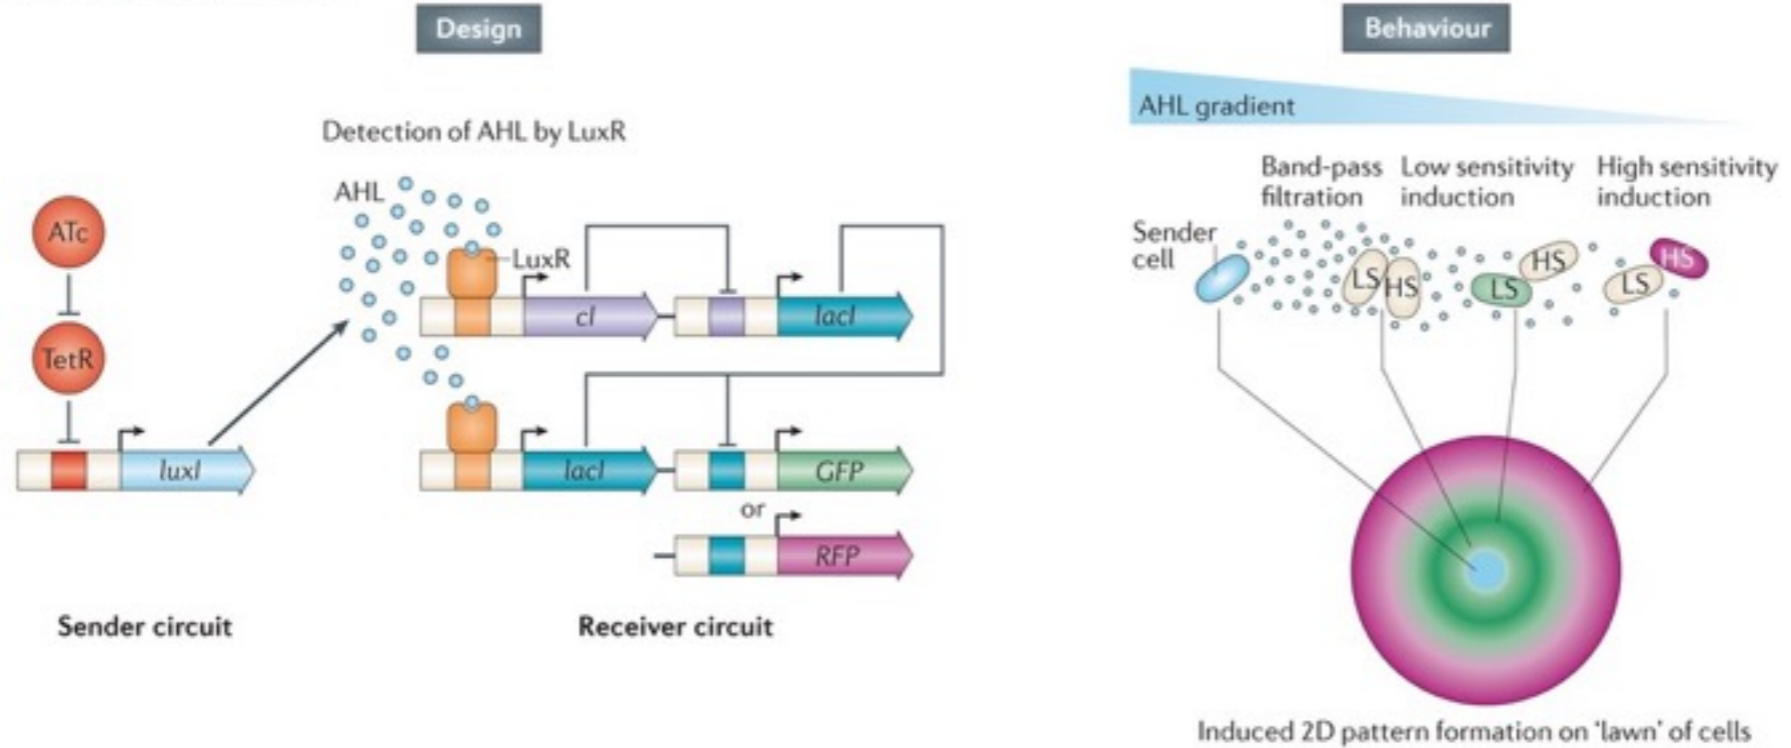 Design
Behaviour
Detection of AHL by LuxR
AHL
ATc
TetR
LuxR
cI
lacI
luxI
lacI
GFP
or
RFP
Sender circuit
Receiver circuit
AHL gradient
Band-pass
filtration
Low sensitivity
induction
High sensitivity
induction
Sender
cell
LS
HS
LS
HS
LS
HS
Induced 2D pattern formation on 'lawn' of cells